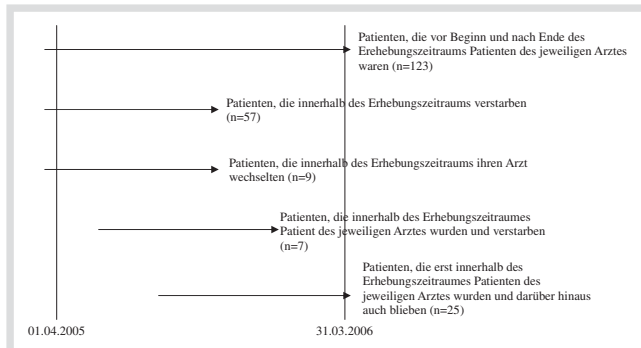 Patienten, die vor Beginn und nach Ende des
Erehebungszeitraums Patienten des jeweiligen Arztes
waren (n=123)
Patienten, die innerhalb des Erhebungszeitraums verstarben
(n=57)
Patienten, die innerhalb des Erhebungszeitraums ihren Arzt
wechselten (n=9)
Patienten, die innerhalb des Erhebungszeitraumes
Patient des jeweiligen Arztes wurden und verstarben
(n=7)
Patienten, die erst innerhalb des
Erhebungszeitraumes Patienten des
jeweiligen Arztes wurden und darüber hinaus
auch blieben (n=25)
01.04.2005
31.03.2006